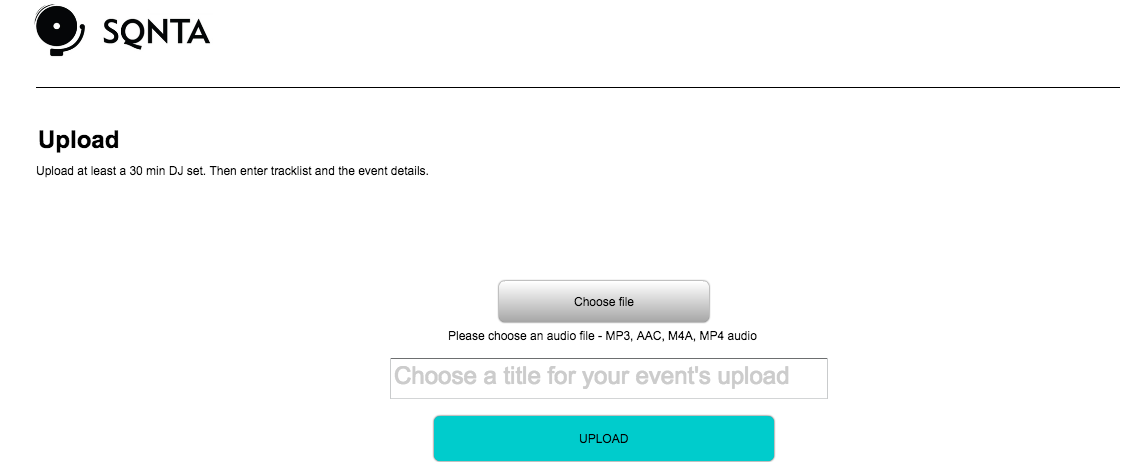 SQNTA
Upload
Upload at least a 30 min DJ set. Then enter tracklist and the event details.
Choose file
Please choose an audio file - MP3, AAC, M4A, MP4 audio
Choose a title for your event's upload
UPLOAD